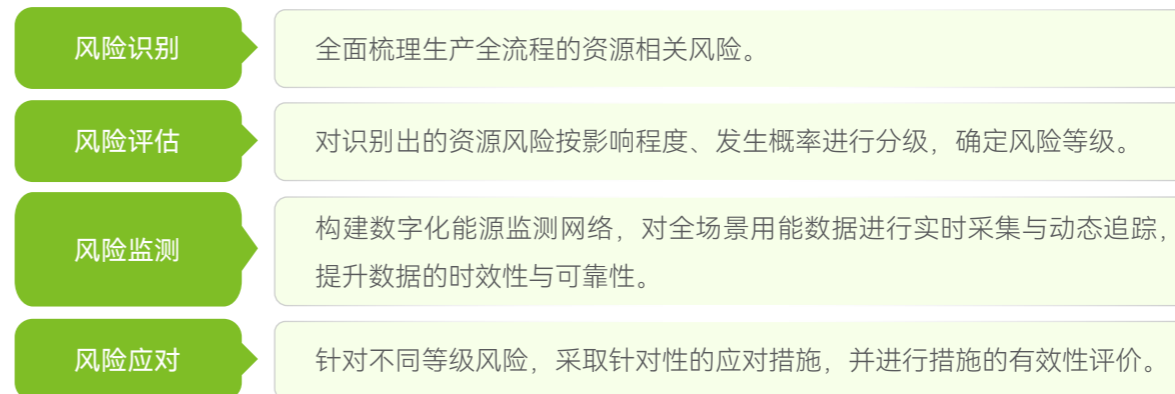 风险识别
全面梳理生产全流程的资源相关风险。
风险评估
对识别出的资源风险按影响程度、发生概率进行分级，确定风险等级。
风险监测
构建数字化能源监测网络，对全场景用能数据进行实时采集与动态追踪，
提升数据的时效性与可靠性。
风险应对
针对不同等级风险，采取针对性的应对措施，并进行措施的有效性评价。